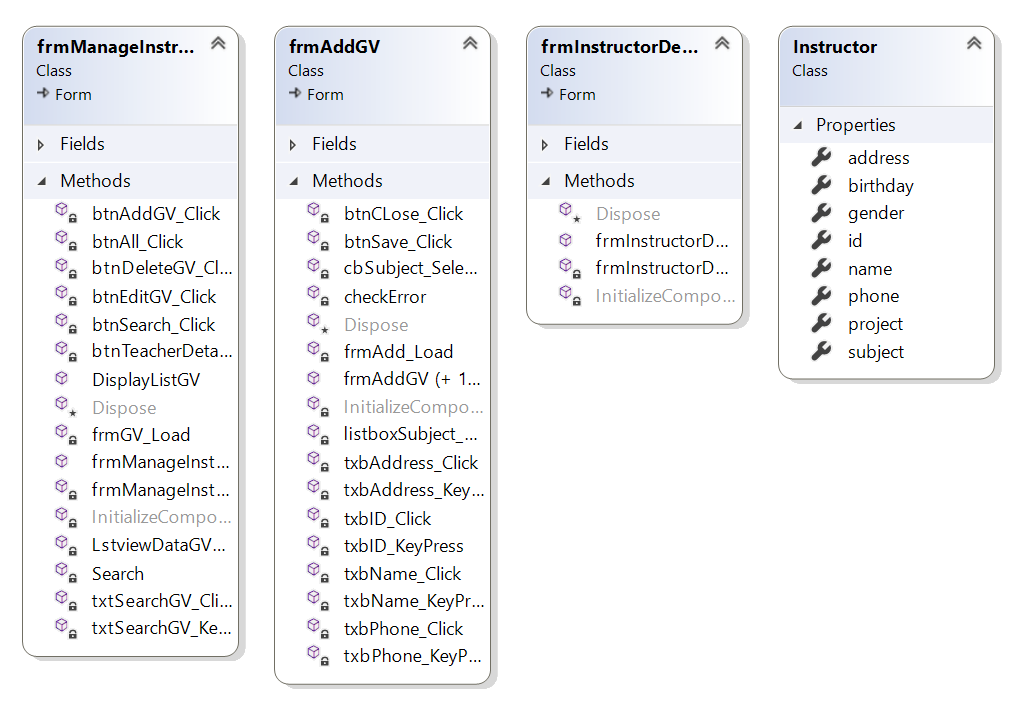 frmManageInstr...
Class
Form
Fields
Methods
btnAddGV_Click
btnAll_Click
btnDeleteGV_Cl...
btnEditGV_Click
btnSearch_Click
btnTeacherDeta...
DisplayListGV
Dispose
frmGV_Load
frmManageInst...
frmManageInst...
InitializeCompo...
LstviewDataGV...
Search
txtSearchGV_Cli...
txtSearchGV_Ke...
frmAddGV
Class
Form
Fields
Methods
btnCLose_Click
btnSave_Click
cbSubject_Sele...
checkError
Dispose
frmAdd_Load
frmAddGV (+ 1...
InitializeCompo...
listboxSubject_...
txbAddress_Click
txbAddress_Key...
txbID_Click
txbID_KeyPress
txbName_Click
txbName_KeyPr...
txbPhone_Click
txbPhone_KeyP...
frmInstructorDe...
Class
Form
Fields
Methods
Dispose
frmInstructorD...
frmInstructorD...
InitializeCompo...
Instructor
Class
Properties
address
birthday
gender
id
name
phone
project
subject